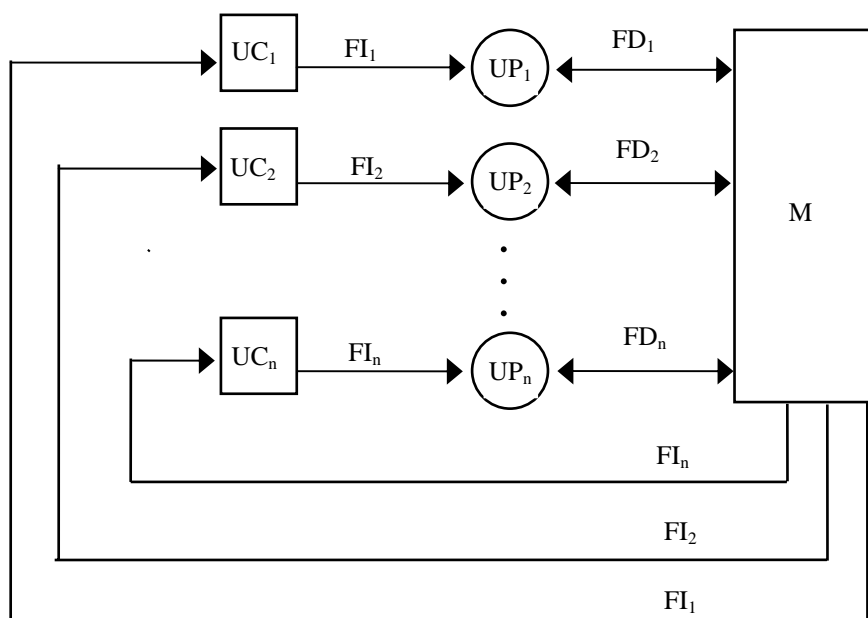 UC₁ FI₁ UP₁ FD₁
UC₂ FI₂ UP₂ FD₂
M
UCₙ FIₙ UPₙ FDₙ
FIₙ
FI₂
FI₁